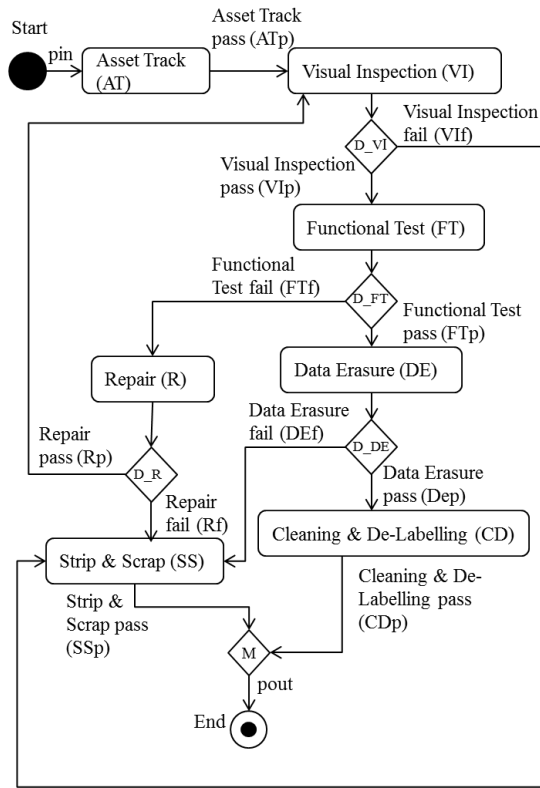 Start
pin
Asset Track
(AT)
Asset Track
pass (ATp)
Visual Inspection (VI)
D_VI
Visual Inspection
fail (VIf)
Visual Inspection
pass (VIp)
Functional Test (FT)
Functional
Test fail (FTf)
D_FT
Functional Test
pass (FTp)
Repair (R)
Data Erasure (DE)
Repair
pass (Rp)
D_R
Data Erasure
fail (DEf)
D_DE
Data Erasure
pass (Dep)
Repair
fail (Rf)
Strip & Scrap (SS)
Cleaning & De-Labelling (CD)
Strip &
Scrap pass
(SSp)
Cleaning & De-
Labelling pass
(CDp)
M
pout
End